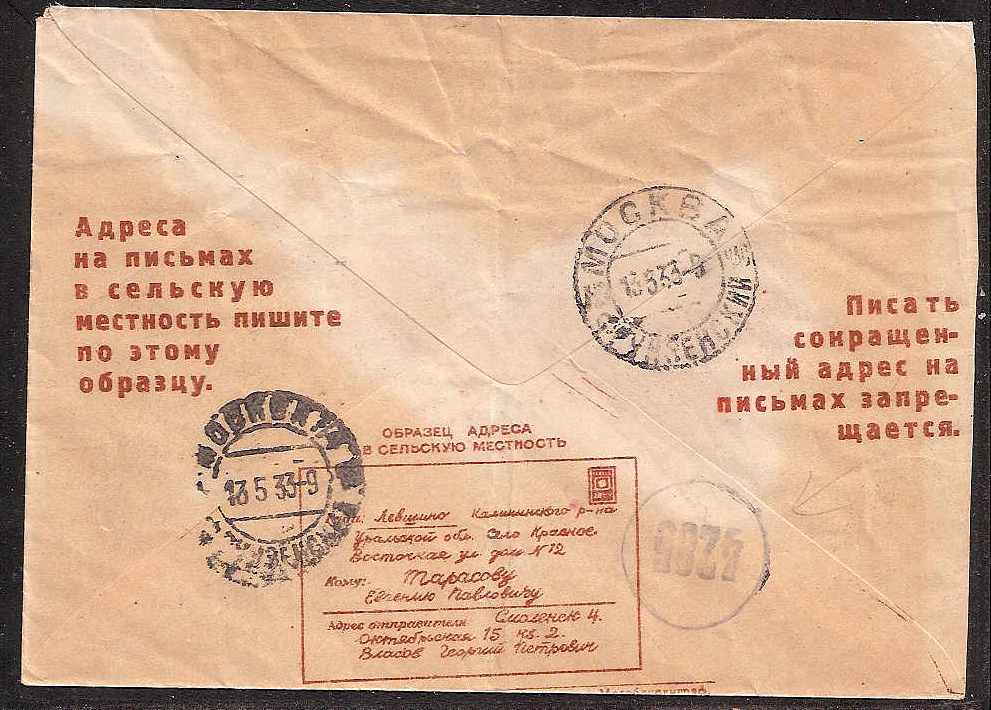 Адреса
на письмах
в сельскую
местность пишите
по этому
образцу.
МОСКВА
13 5 33-9
Писать
сокращен-
ный адрес на
письмах запре-
щается.
МОСКВА
13 5 33-9
ОБРАЗЕЦ АДРЕСА
В СЕЛЬСКУЮ МЕСТНОСТЬ
Куда: Левшино Калининского р-на
Уральской обл. Село Красное
Восточная ул. дом №12
Кому: Тарасову
Евгению Павловичу
Адрес отправителя Смоленск 4.
Октябрьская 15 кв. 2.
Власов Георгий Петрович